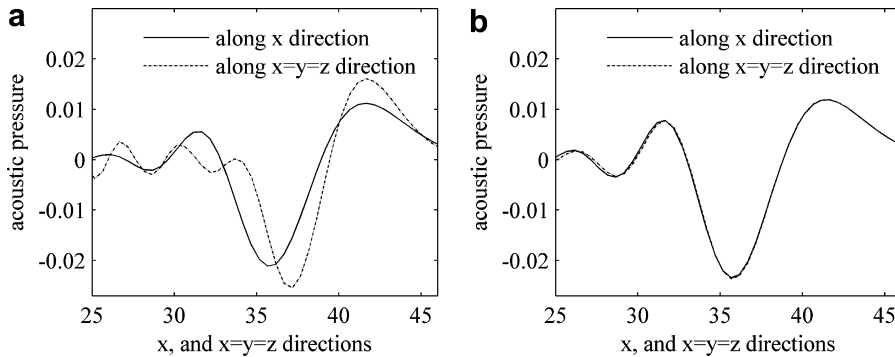 a
along x direction
along x=y=z direction
0.02
0.01
0
-0.01
-0.02
acoustic pressure
25 30 35 40 45
x, and x=y=z directions
b
along x direction
along x=y=z direction
0.02
0.01
0
-0.01
-0.02
acoustic pressure
25 30 35 40 45
x, and x=y=z directions